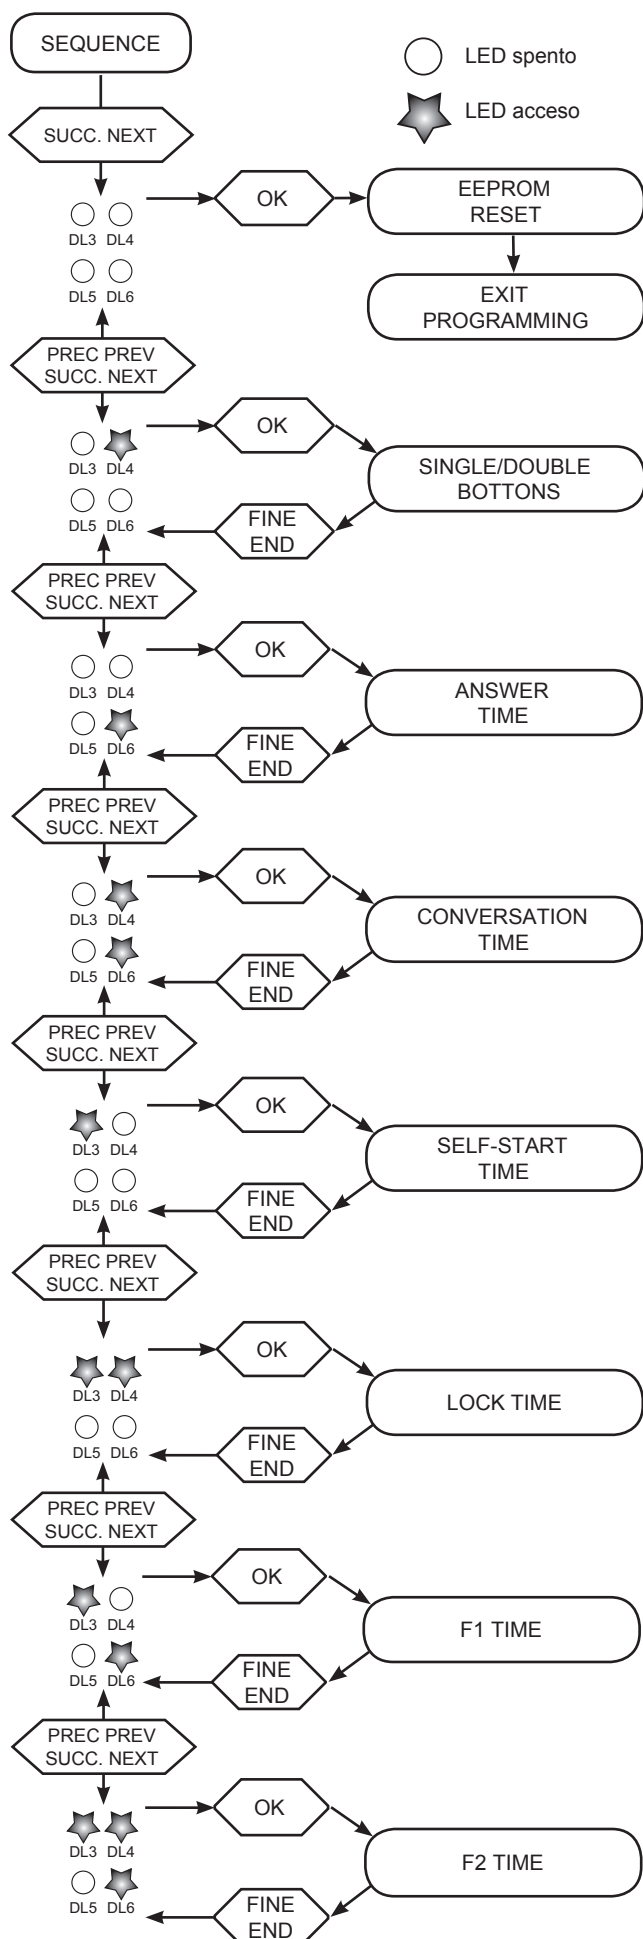 SEQUENCE
LED spento
LED acceso
SUCC. NEXT
OK
EEPROM
RESET
DL3 DL4
DL5 DL6
EXIT
PROGRAMMING
PREC PREV
SUCC. NEXT
OK
DL3 DL4
SINGLE/DOUBLE
BOTTONS
DL5 DL6
FINE
END
PREC PREV
SUCC. NEXT
OK
DL3 DL4
ANSWER
TIME
DL5 DL6
FINE
END
PREC PREV
SUCC. NEXT
OK
DL3 DL4
CONVERSATION
TIME
DL5 DL6
FINE
END
PREC PREV
SUCC. NEXT
OK
DL3 DL4
SELF-START
TIME
DL5 DL6
FINE
END
PREC PREV
SUCC. NEXT
OK
DL3 DL4
LOCK TIME
DL5 DL6
FINE
END
PREC PREV
SUCC. NEXT
OK
DL3 DL4
F1 TIME
DL5 DL6
FINE
END
PREC PREV
SUCC. NEXT
OK
DL3 DL4
F2 TIME
DL5 DL6
FINE
END